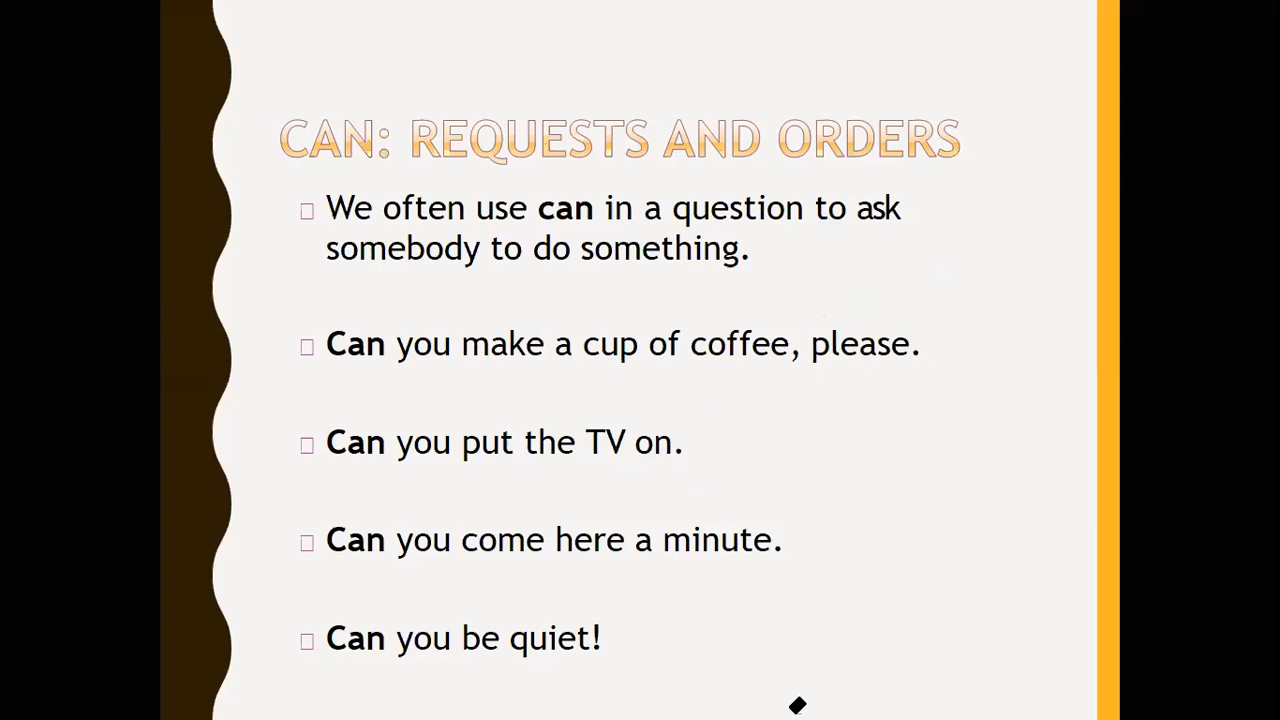 CAN: REQUESTS AND ORDERS
We often use can in a question to ask
somebody to do something.
Can you make a cup of coffee, please.
Can you put the TV on.
Can you come here a minute.
Can you be quiet!